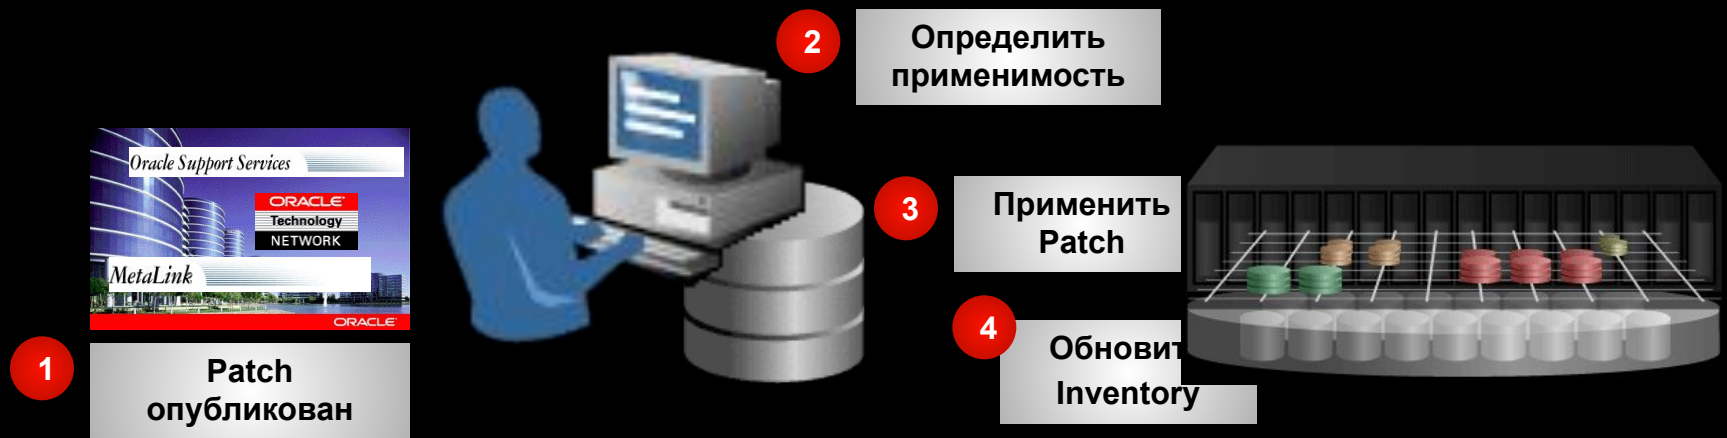 2
Определить
применимость
Oracle Support Services
ORACLE
Technology
NETWORK
MetaLink
ORACLE
3
Применить
Patch
4
Обновит
Inventory
1
Patch
опубликован